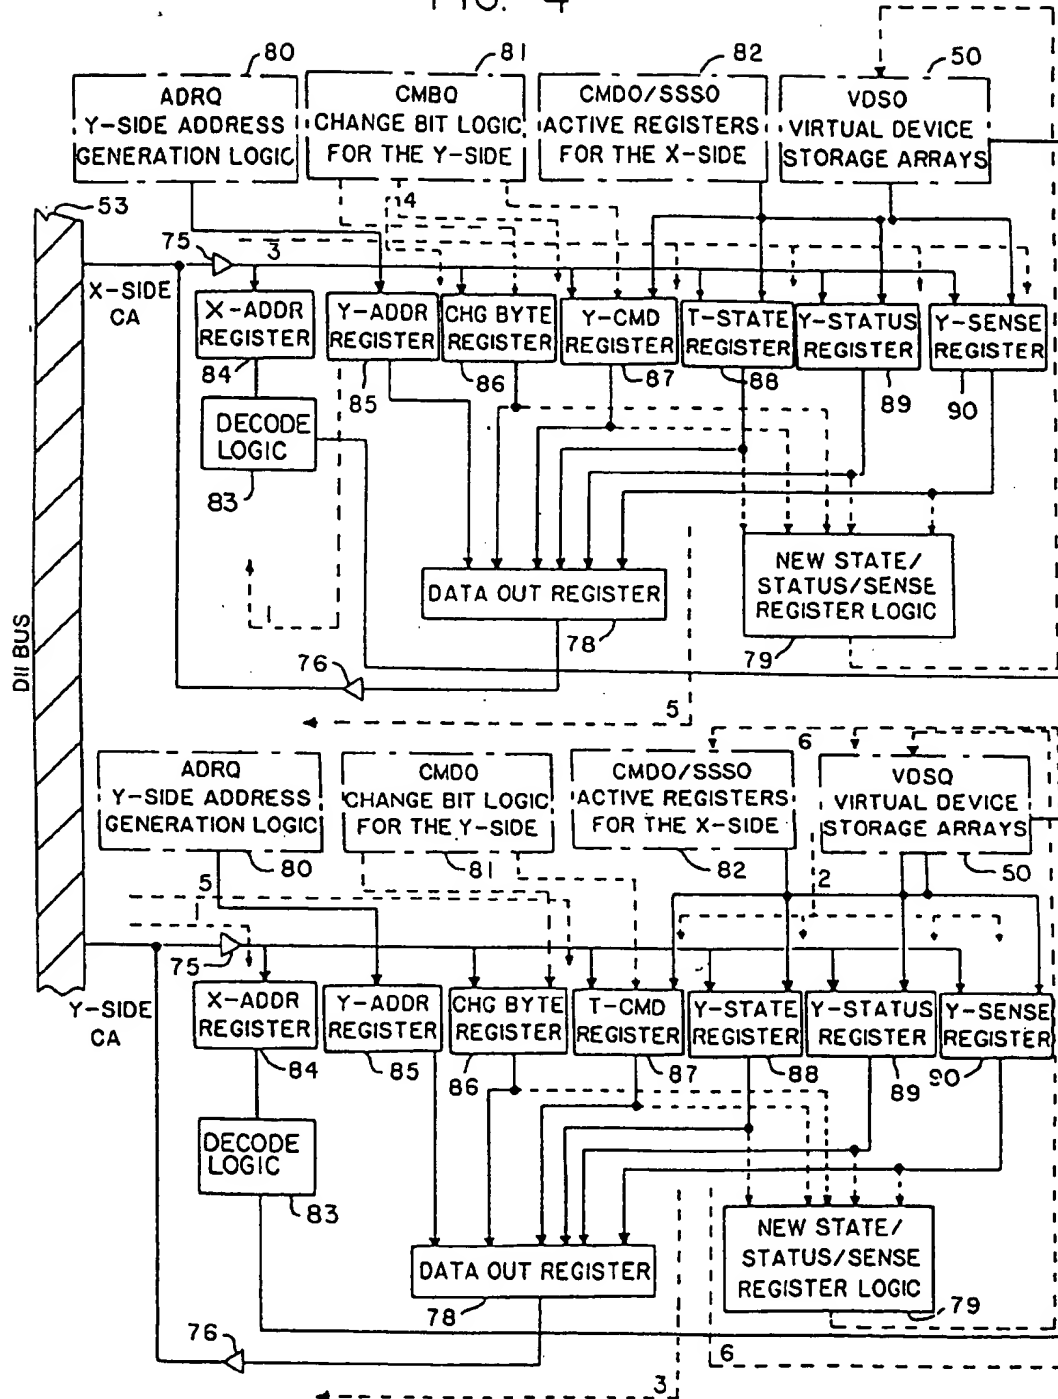 FIG. 4
80
81
82
50
ADRQ
Y-SIDE ADDRESS
GENERATION LOGIC
CMBQ
CHANGE BIT LOGIC
FOR THE Y-SIDE
CMDO/SSSO
ACTIVE REGISTERS
FOR THE X-SIDE
VDSO
VIRTUAL DEVICE
STORAGE ARRAYS
53
75
3
4
X-SIDE
CA
X-ADDR
REGISTER
84
Y-ADDR
REGISTER
85
CHG BYTE
REGISTER
86
Y-CMD
REGISTER
87
T-STATE
REGISTER
88
Y-STATUS
REGISTER
89
Y-SENSE
REGISTER
90
DECODE
LOGIC
83
1
DATA OUT REGISTER
78
NEW STATE/
STATUS/SENSE
REGISTER LOGIC
79
DII BUS
76
5
6
ADRQ
Y-SIDE ADDRESS
GENERATION LOGIC
80
CMDO
CHANGE BIT LOGIC
FOR THE Y-SIDE
81
CMDO/SSSO
ACTIVE REGISTERS
FOR THE X-SIDE
82
VDSQ
VIRTUAL DEVICE
STORAGE ARRAYS
50
5
1
2
75
Y-SIDE
CA
X-ADDR
REGISTER
84
Y-ADDR
REGISTER
85
CHG BYTE
REGISTER
86
T-CMD
REGISTER
87
Y-STATE
REGISTER
88
Y-STATUS
REGISTER
89
Y-SENSE
REGISTER
90
DECODE
LOGIC
83
DATA OUT REGISTER
78
NEW STATE/
STATUS/SENSE
REGISTER LOGIC
79
76
6
3